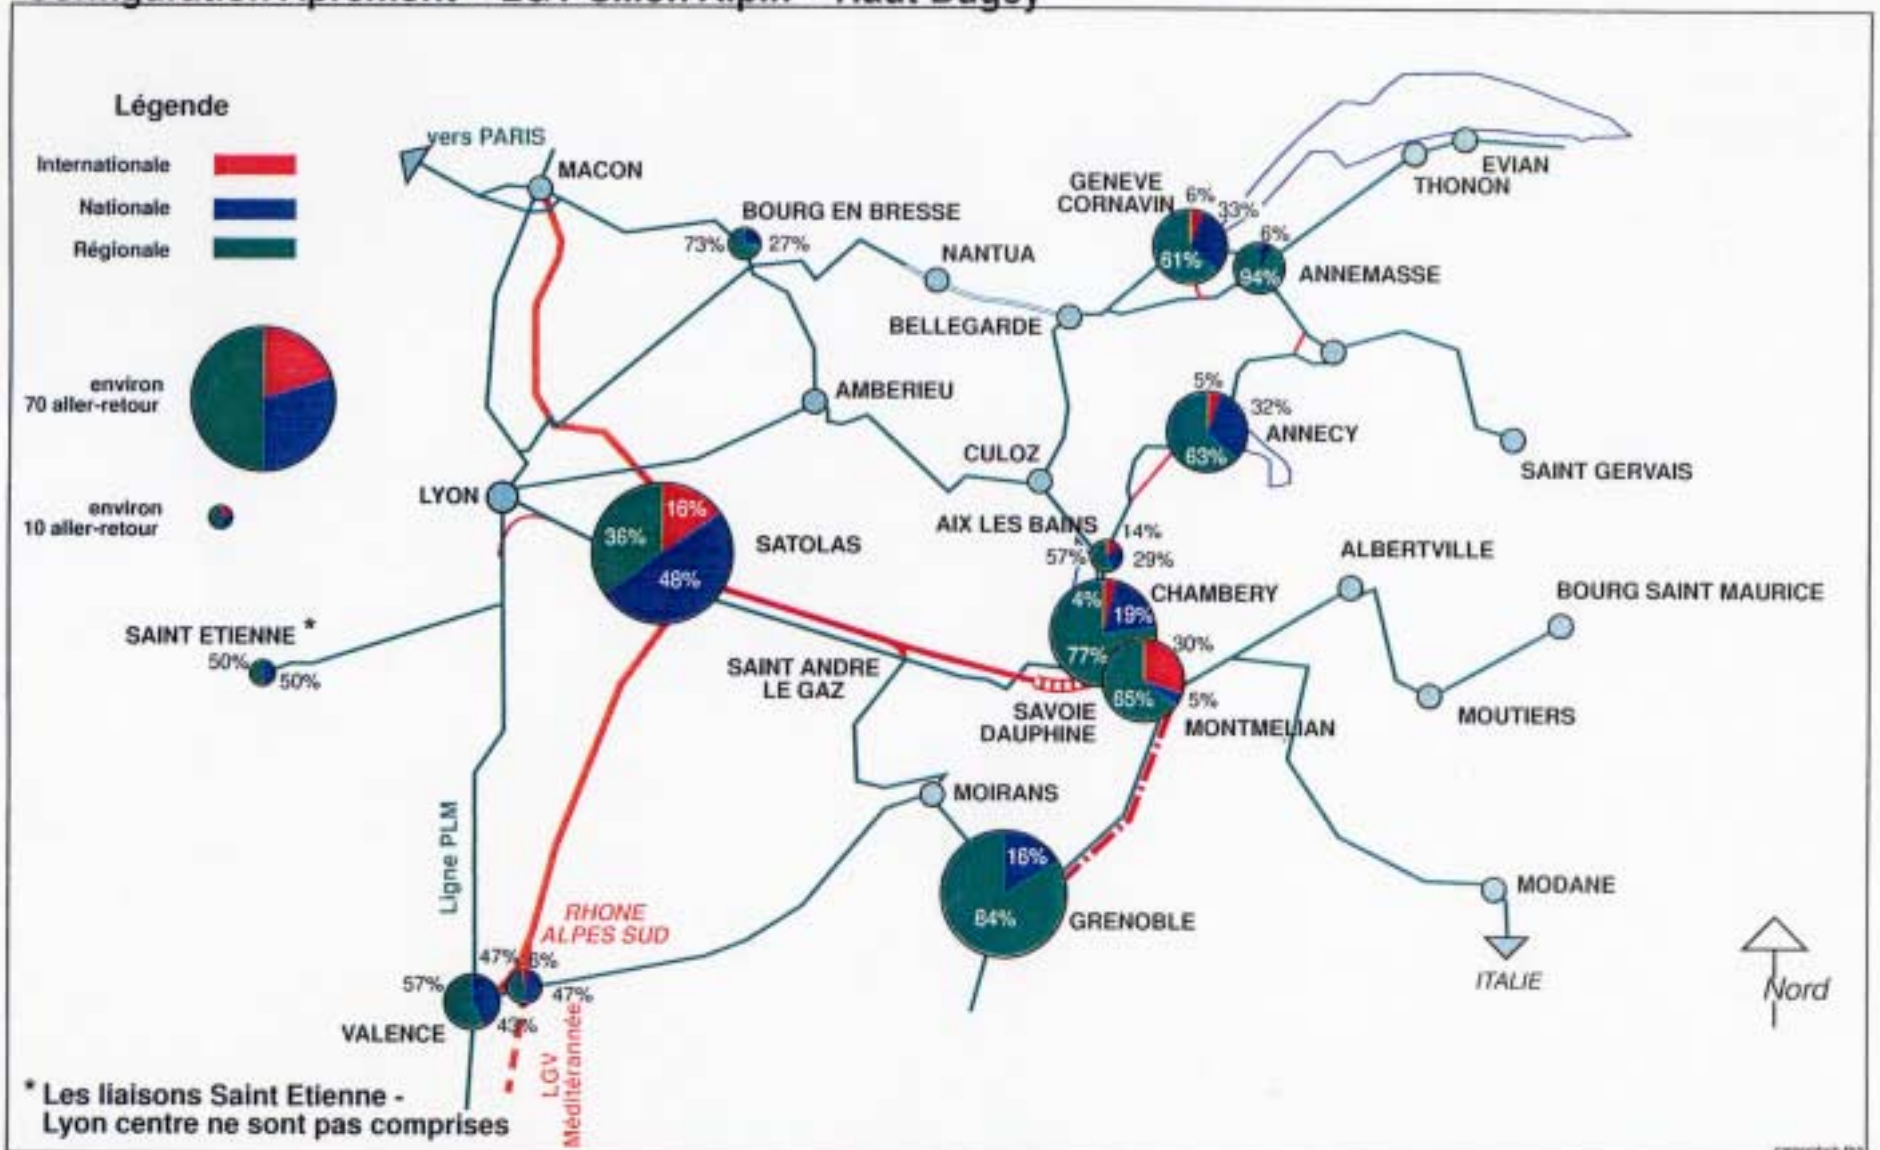 Légende
Internationale
Nationale
Régionale
environ
70 aller-retour
environ
10 aller-retour
vers PARIS
MACON
BOURG EN BRESSE
73%
27%
NANTUA
BELLEGARDE
GENEVE
CORNAVIN
6%
33%
61%
6%
94%
ANNEMASSE
THONON
EVIAN
AMBERIEU
CULOZ
5%
32%
63%
ANNECY
SAINT GERVAIS
LYON
16%
36%
48%
SATOLAS
AIX LES BAINS
14%
57%
29%
CHAMBERY
4%
19%
77%
30%
65%
5%
MONTMELIAN
SAVOIE
DAUPHINE
ALBERTVILLE
BOURG SAINT MAURICE
MOUTIERS
SAINT ETIENNE *
50%
50%
SAINT ANDRE
LE GAZ
MOIRANS
16%
84%
GRENOBLE
MODANE
ITALIE
Nord
Ligne PLM
RHONE
ALPES SUD
47%
6%
47%
57%
43%
VALENCE
LGV
Méditérannée
* Les liaisons Saint Etienne -
Lyon centre ne sont pas comprises